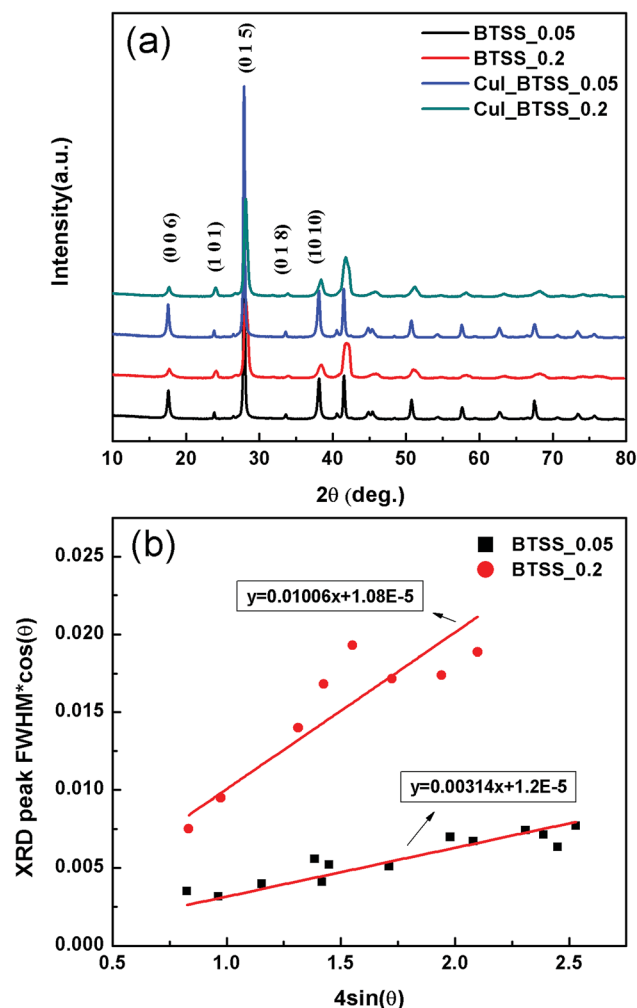 (a)
BTSS_0.05
BTSS_0.2
CuI_BTSS_0.05
CuI_BTSS_0.2
(0 0 6)
(1 0 1)
(0 1 5)
(0 1 8)
(10 10)
Intensity(a.u.)
10 20 30 40 50 60 70 80
2θ (deg.)
(b)
BTSS_0.05
BTSS_0.2
y=0.01006x+1.08E-5
y=0.00314x+1.2E-5
XRD peak FWHM*cos(θ)
0.025
0.020
0.015
0.010
0.005
0.000
0.5 1.0 1.5 2.0 2.5
4sin(θ)